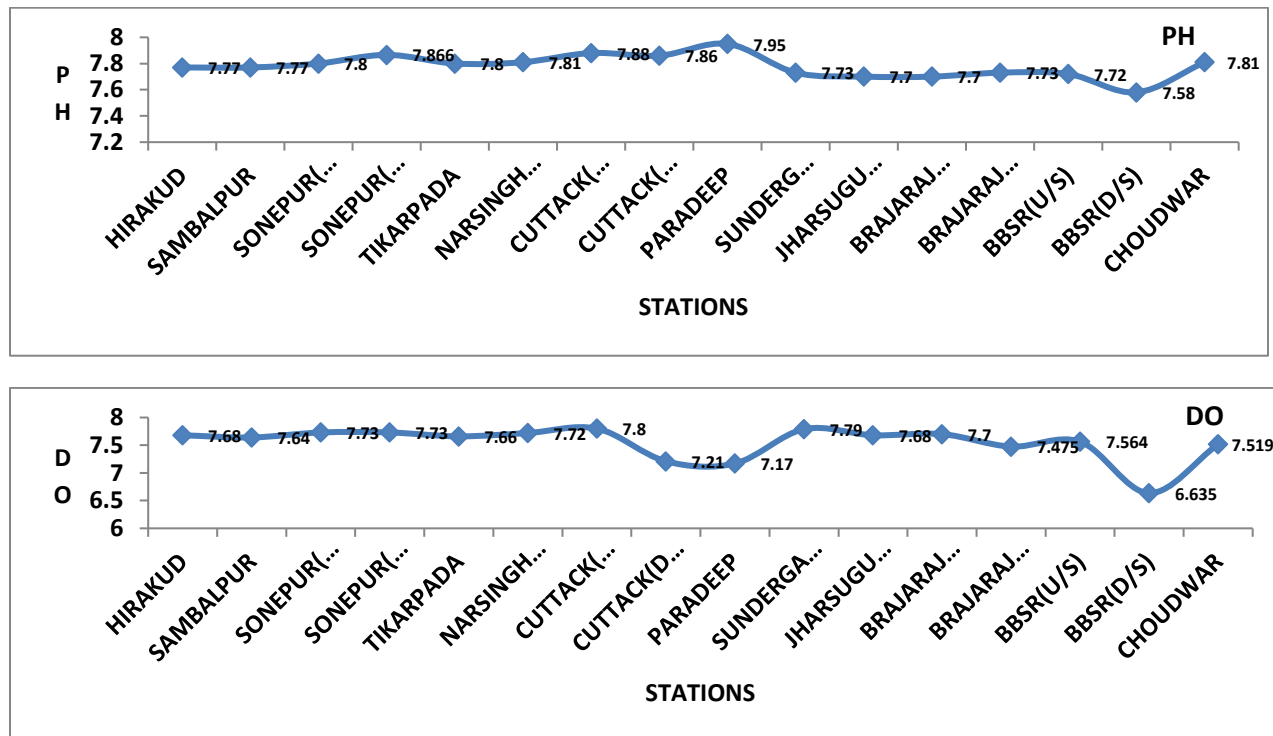 PH
P
H
8
7.8
7.6
7.4
7.2
7.77 7.77 7.8 7.866 7.8 7.81 7.88 7.86 7.95 7.73 7.7 7.7 7.73 7.72 7.58 7.81
HIRAKUD
SAMBALPUR
SONEPUR(...
SONEPUR(...
TIKARPADA
NARSINGH...
CUTTACK(...
CUTTACK(...
PARADEEP
SUNDERG...
JHARSUGU...
BRAJARAJ...
BRAJARAJ...
BBSR(U/S)
BBSR(D/S)
CHOUDWAR
STATIONS
DO
D
O
8
7.5
7
6.5
6
7.68 7.64 7.73 7.73 7.66 7.72 7.8 7.21 7.17 7.79 7.68 7.7 7.475 7.564 6.635 7.519
HIRAKUD
SAMBALPUR
SONEPUR(...
SONEPUR(...
TIKARPADA
NARSINGH...
CUTTACK(...
CUTTACK(D...
PARADEEP
SUNDERGA...
JHARSUGU...
BRAJARAJ...
BRAJARAJ...
BBSR(U/S)
BBSR(D/S)
CHOUDWAR
STATIONS